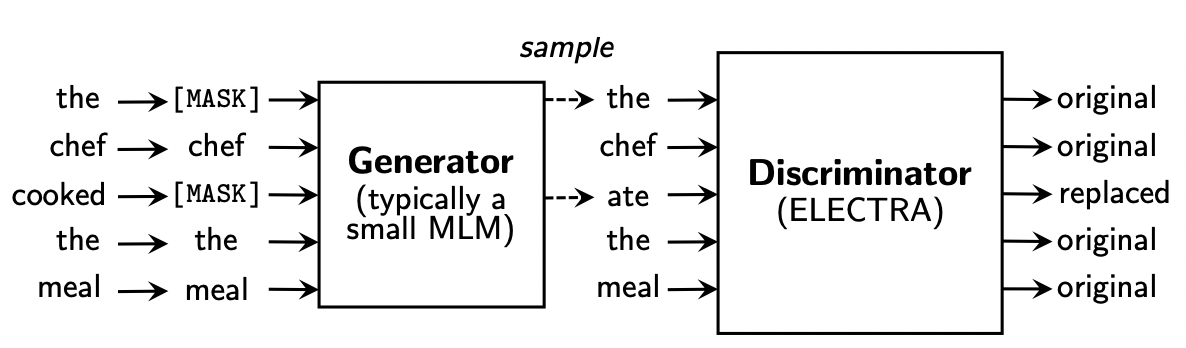 sample
the [MASK] the original
chef chef chef original
Generator
Discriminator
cooked [MASK] (typically a ate (ELECTRA) replaced
small MLM)
the the the original
meal meal meal original